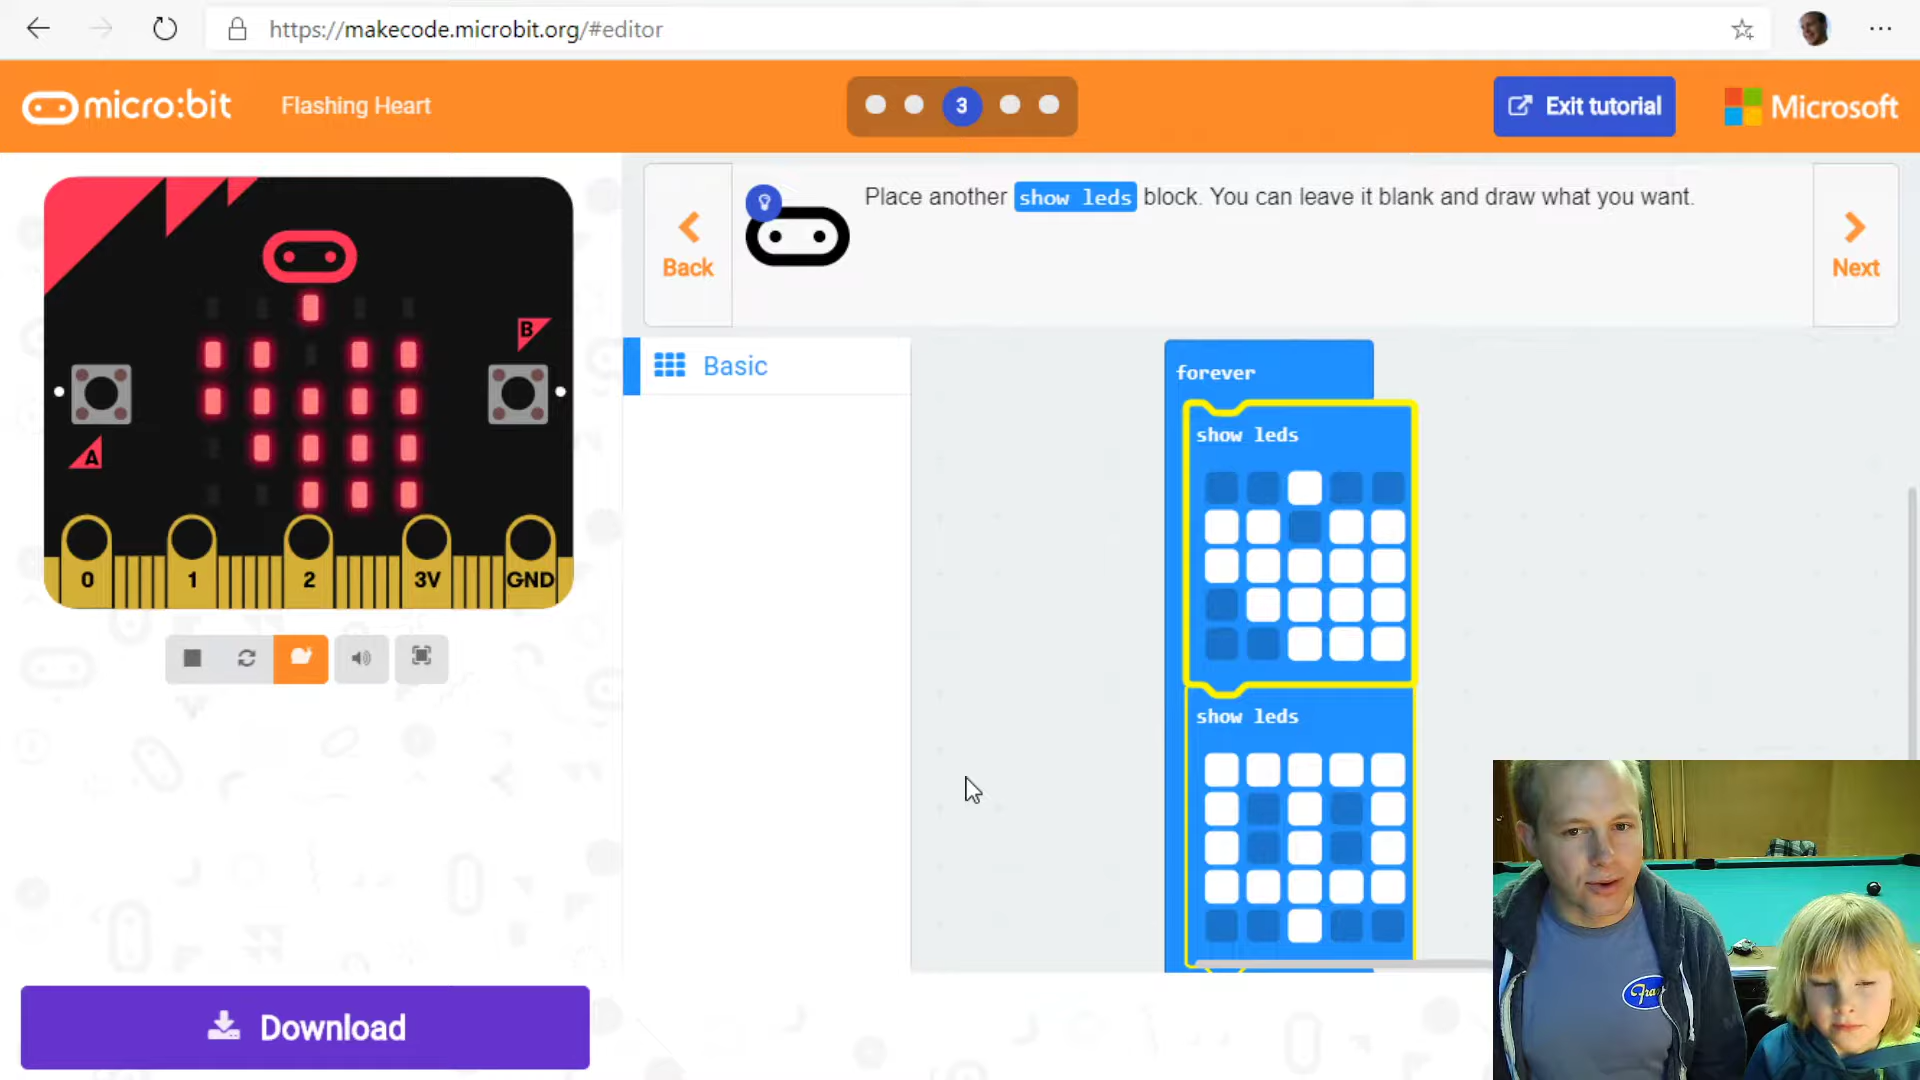 https://makecode.microbit.org/#editor
micro:bit
Flashing Heart
3
Exit tutorial
Microsoft
Back
Place another show leds block. You can leave it blank and draw what you want.
Next
B
A
0 1 2 3V GND
Basic
forever
show leds
show leds
Download